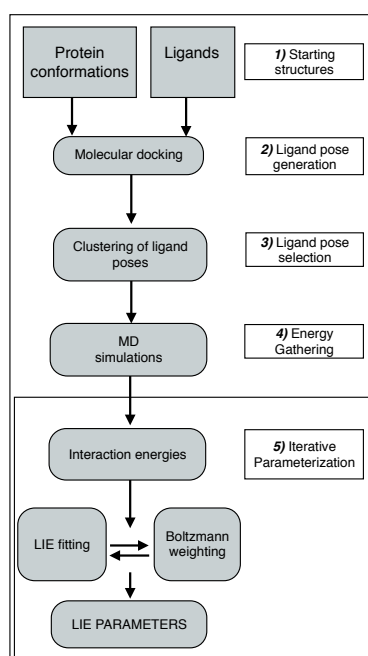 Protein
conformations
Ligands
1) Starting
structures
Molecular docking
2) Ligand pose
generation
Clustering of ligand
poses
3) Ligand pose
selection
MD
simulations
4) Energy
Gathering
Interaction energies
5) Iterative
Parameterization
LIE fitting
Boltzmann
weighting
LIE PARAMETERS